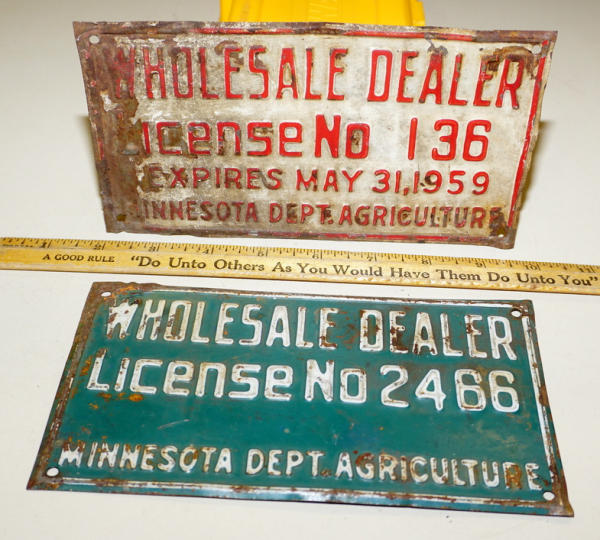 WHOLESALE DEALER
License No 136
EXPIRES MAY 31, 1959
MINNESOTA DEPT. AGRICULTURE
A GOOD RULE "Do Unto Others As You Would Have Them Do Unto You"
WHOLESALE DEALER
License No 2466
MINNESOTA DEPT. AGRICULTURE